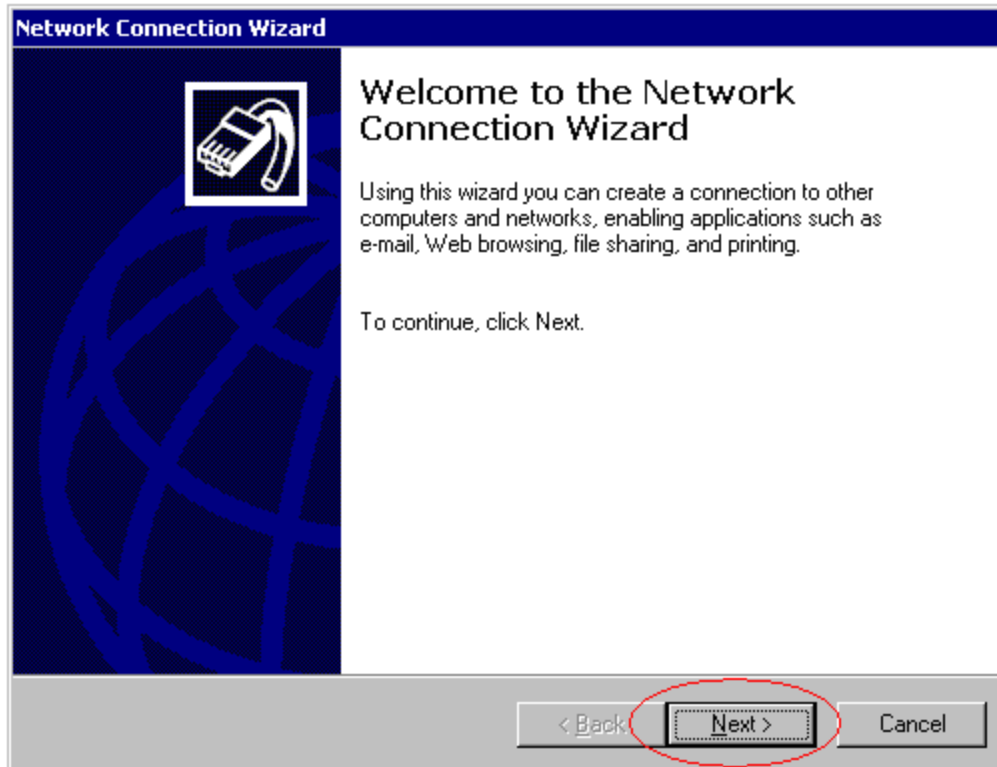 Network Connection Wizard
Welcome to the Network
Connection Wizard
Using this wizard you can create a connection to other
computers and networks, enabling applications such as
e-mail, Web browsing, file sharing, and printing.
To continue, click Next.
< Back Next > Cancel